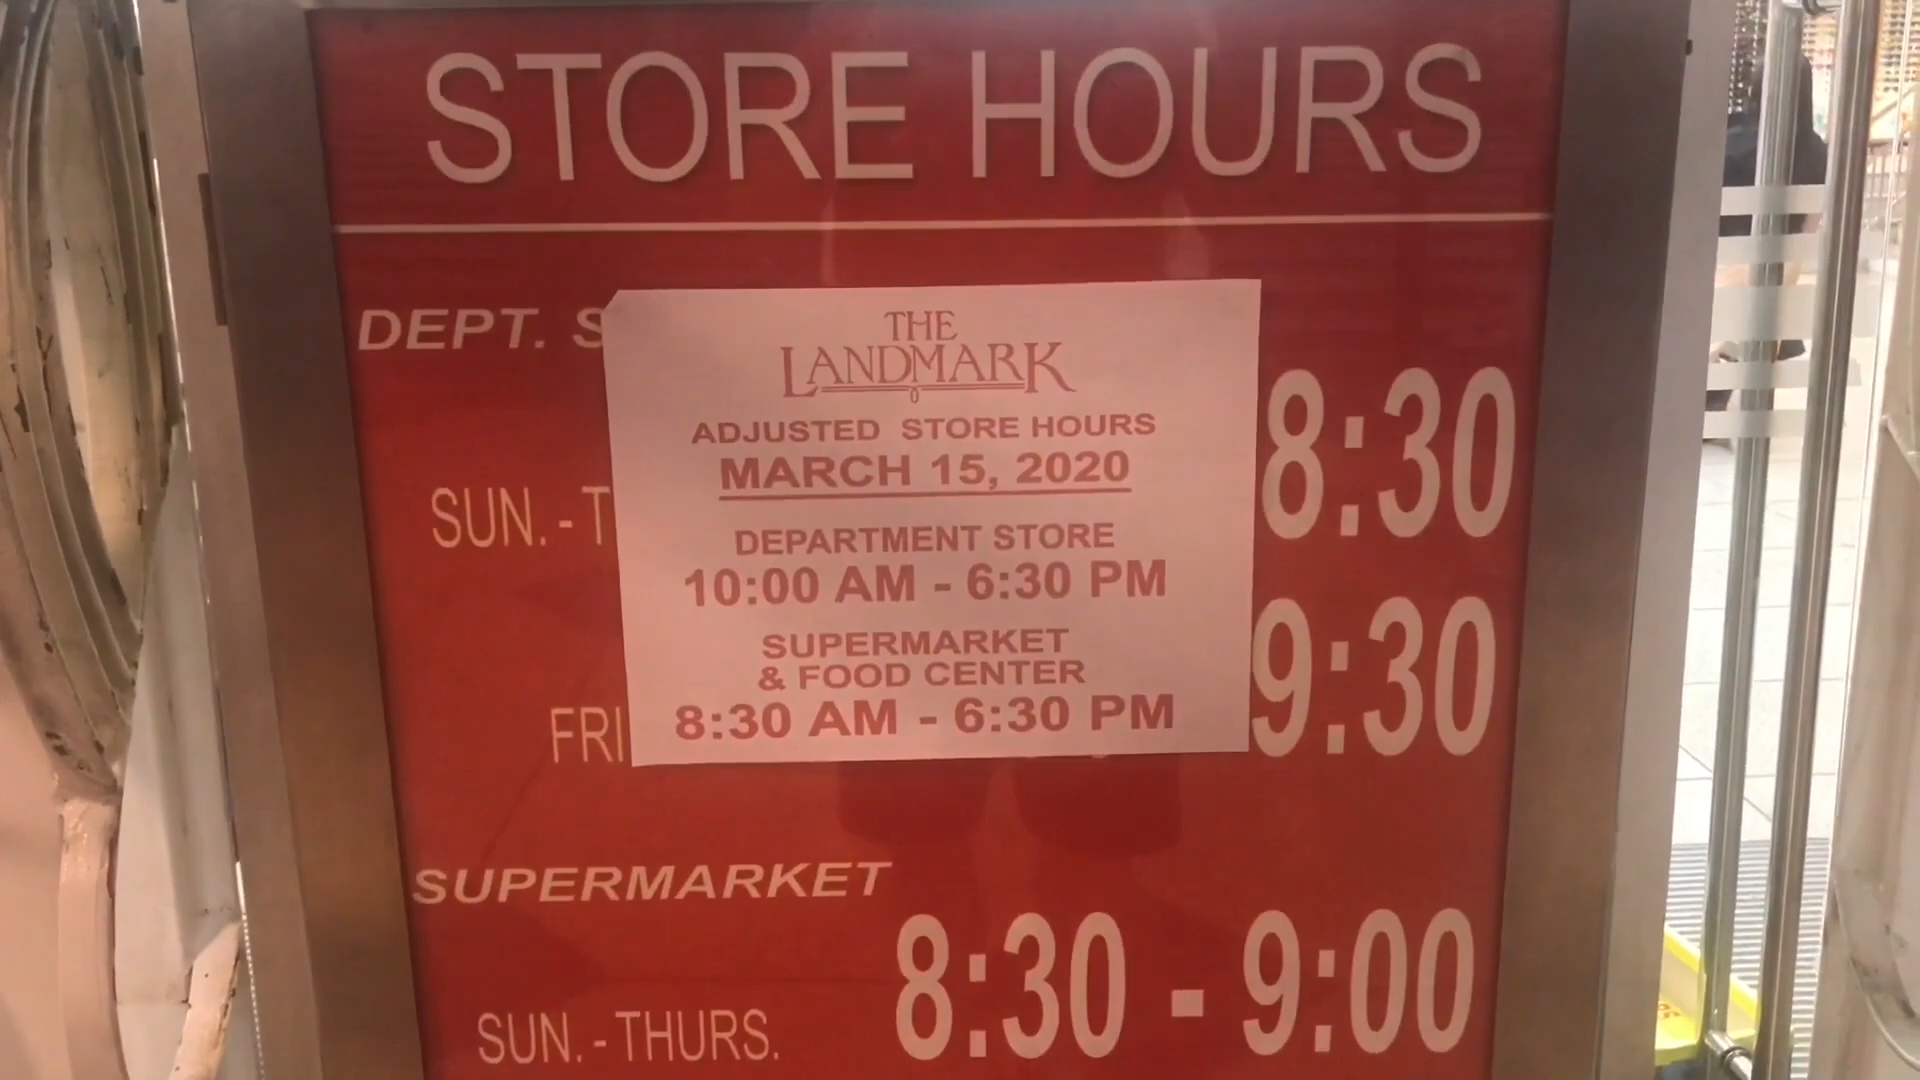 STORE HOURS
DEPT. S
SUN. - T
8:30
FRI
9:30
THE
LANDMARK
ADJUSTED STORE HOURS
MARCH 15, 2020
DEPARTMENT STORE
10:00 AM - 6:30 PM
SUPERMARKET
& FOOD CENTER
8:30 AM - 6:30 PM
SUPERMARKET
SUN. - THURS. 8:30 - 9:00